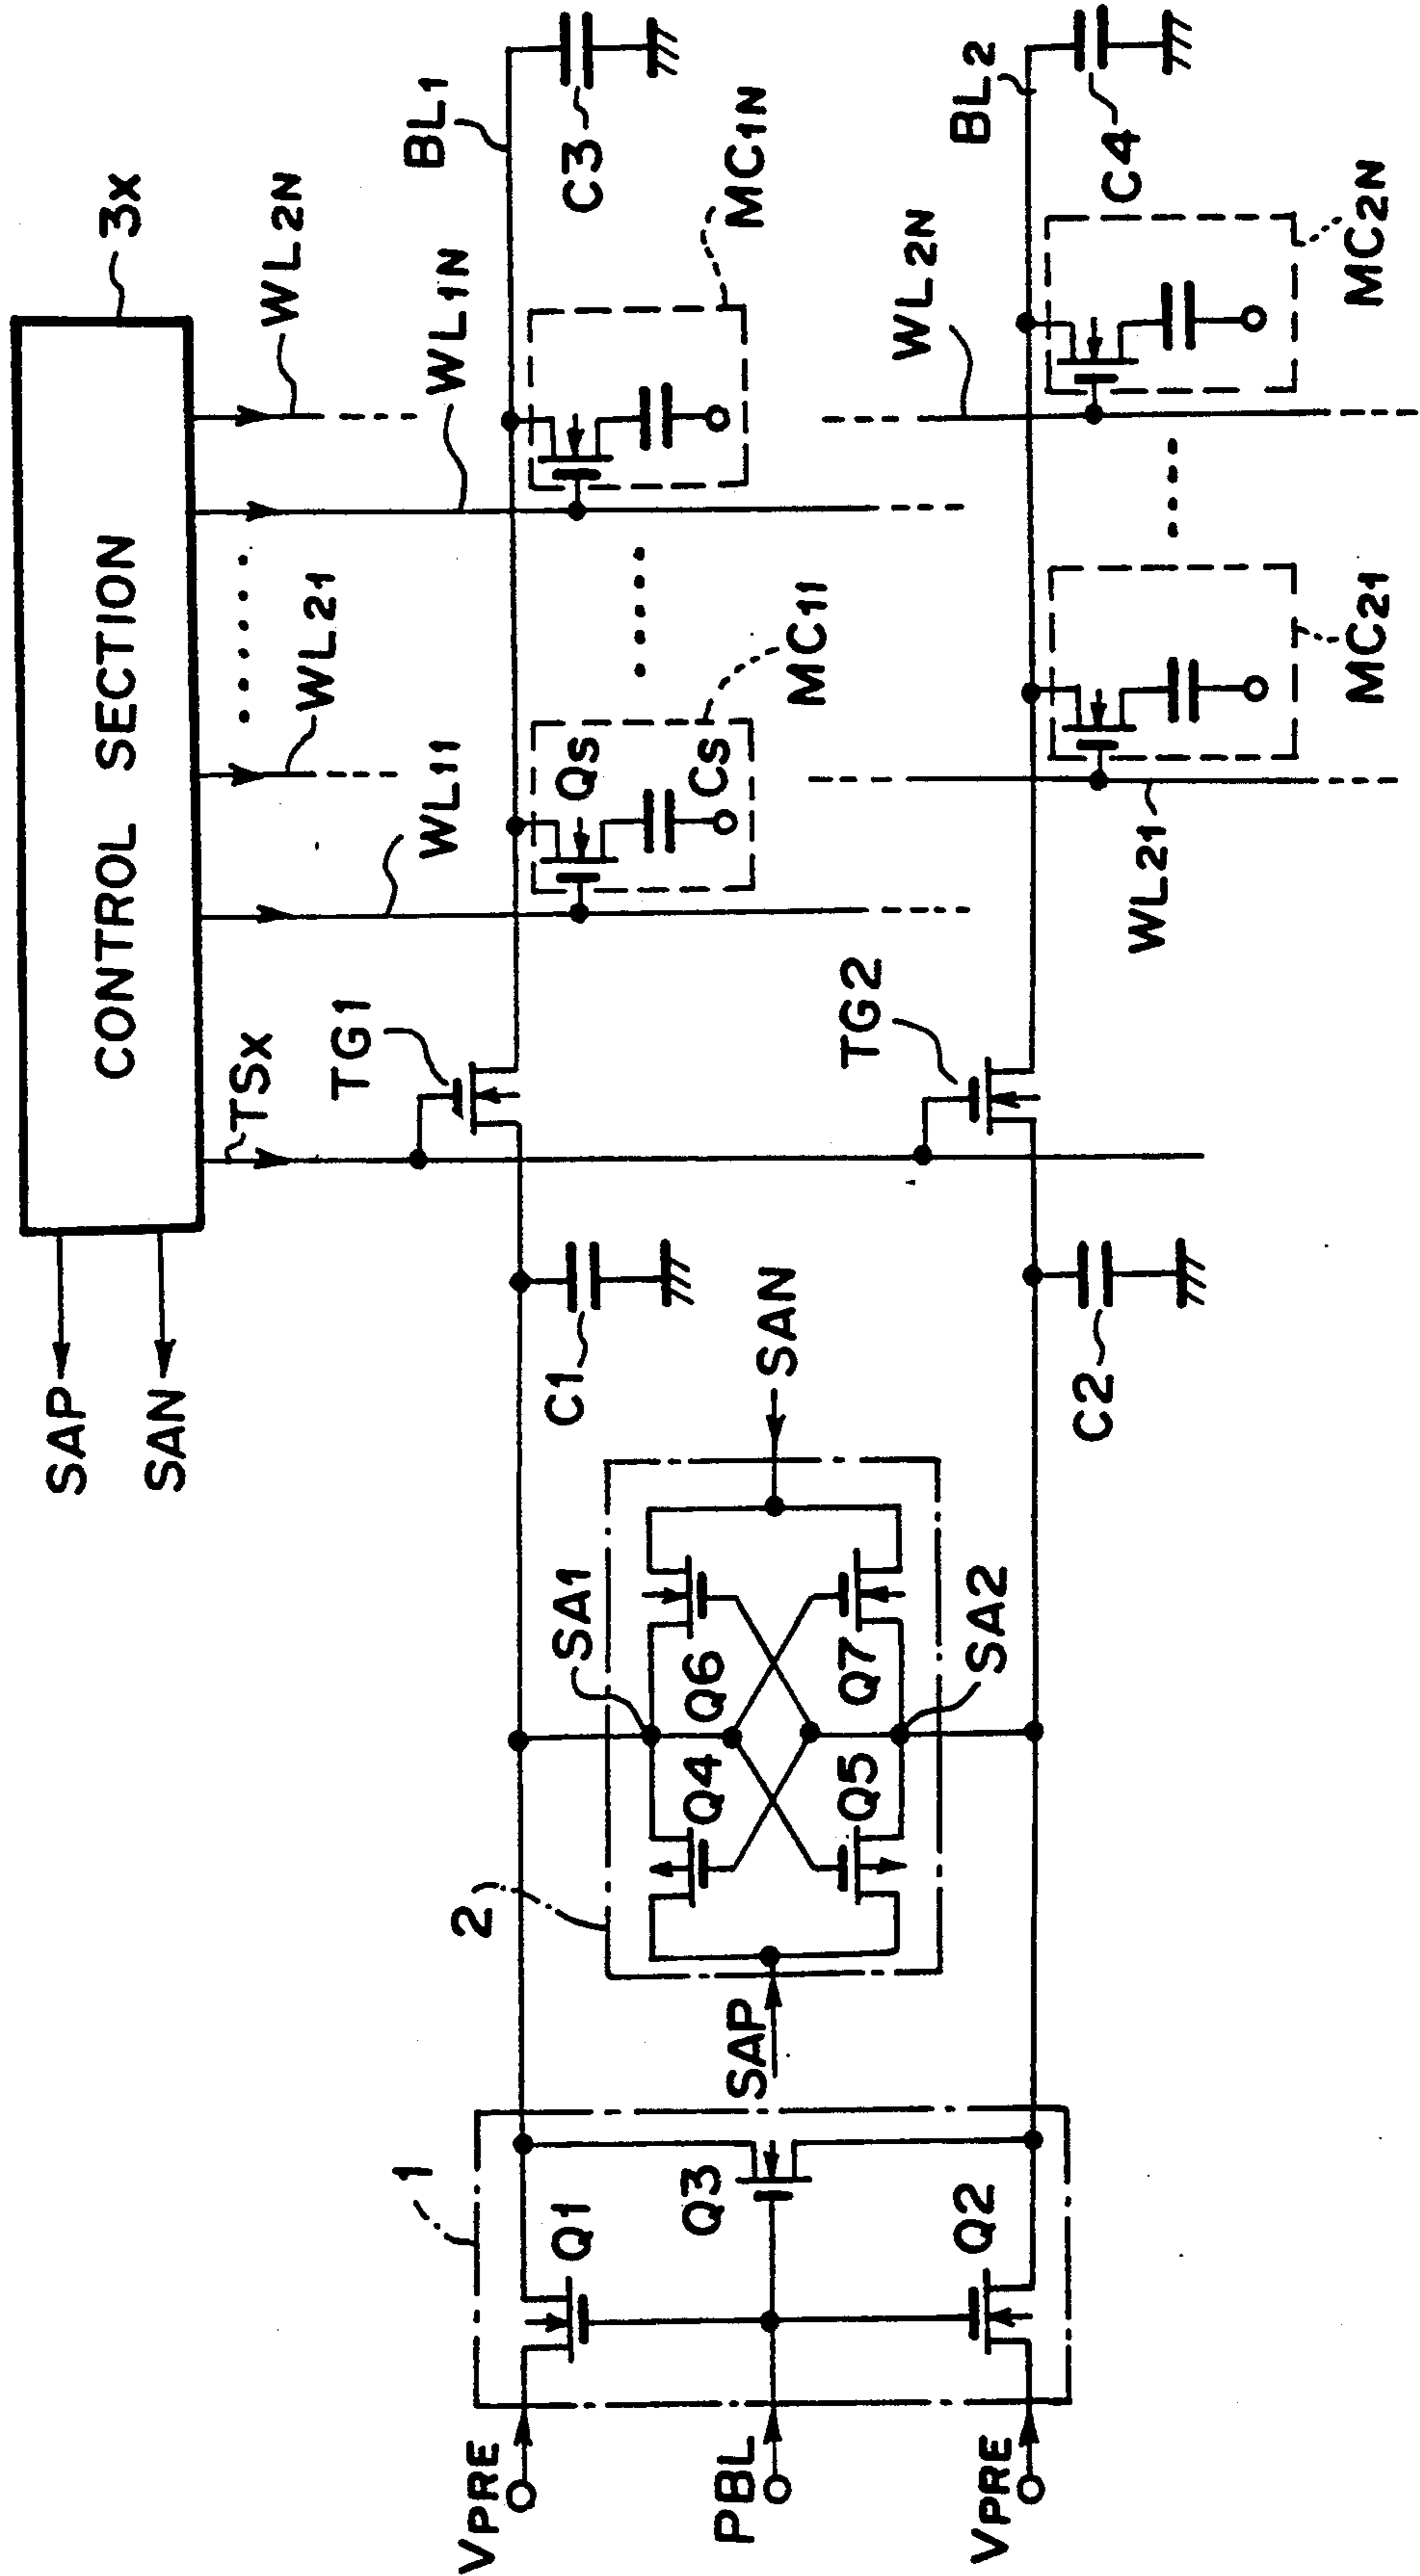 CONTROL SECTION
3X
SAP
SAN
TSX
WL11
WL21
WL1N
WL2N
TG1
BL1
MC11
QS
CS
MC1N
C3
C1
1
VPRE
Q1
PBL
Q3
VPRE
Q2
2
SAP
SA1
Q4
Q6
Q5
Q7
SAN
SA2
C2
TG2
WL21
WL2N
BL2
MC21
MC2N
C4